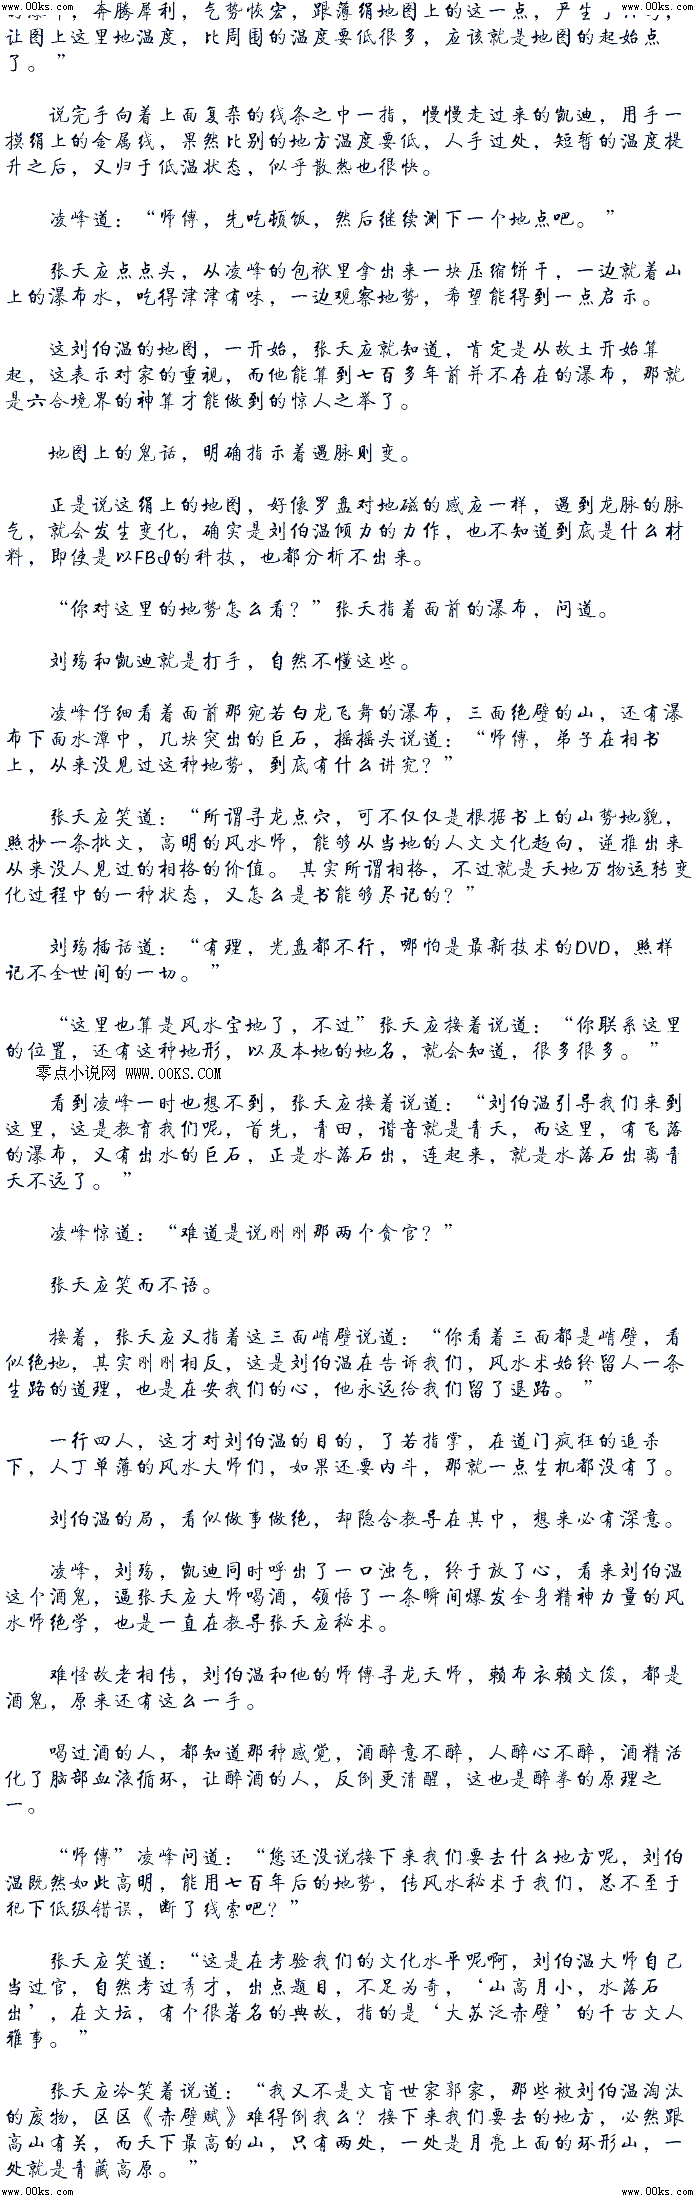 www.00ks.com www.00ks.com
的瀑布，奔腾犀利，气势恢宏，跟薄绢地图上的这一点，产生了
让图上这里地温度，比周围的温度要低很多，应该就是地图的起始点
了。”
说完手向着上面复杂的线条之中一指，慢慢走过来的凯迪，用手一
摸绢上的金属线，果然比别的地方温度要低，人手过处，短暂的温度提
升之后，又归于低温状态，似乎散热也很快。
凌峰道：“师傅，先吃顿饭，然后继续测下一个地点吧。”
张天应点点头，从凌峰的包袱里拿出来一块压缩饼干，一边就着山
上的瀑布水，吃得津津有味，一边观察地势，希望能得到一点启示。
这刘伯温的地图，一开始，张天应就知道，肯定是从故土开始算
起，这表示对家的重视，而他能算到七百多年前并不存在的瀑布，那就
是六合境界的神算才能做到的惊人之举了。
地图上的鬼话，明确指示着遇脉则变。
正是说这绢上的地图，好像罗盘对地磁的感应一样，遇到龙脉的脉
气，就会发生变化，确实是刘伯温倾力的力作，也不知道到底是什么材
料，即使是以FBI的科技，也都分析不出来。
“你对这里的地势怎么看？”张天指着面前的瀑布，问道。
刘殇和凯迪就是打手，自然不懂这些。
凌峰仔细看着面前那宛若白龙飞舞的瀑布，三面绝壁的山，还有瀑
布下面水潭中，几块突出的巨石，摇摇头说道：“师傅，弟子在相书
上，从来没见过这种地势，到底有什么讲究？”
张天应笑道：“所谓寻龙点穴，可不仅仅是根据书上的山势地貌，
照抄一条批文，高明的风水师，能够从当地的人文文化趋向，逆推出来
从来没人见过的相格的价值。 其实所谓相格，不过就是天地万物运转变
化过程中的一种状态，又怎么是书能够尽记的？”
刘殇插话道：“有理，光盘都不行，哪怕是最新技术的DVD，照样
记不全世间的一切。”
“这里也算是风水宝地了，不过”张天应接着说道：“你联系这里
的位置，还有这种地形，以及本地的地名，就会知道，很多很多。”
零点小说网 www.00KS.COM
看到凌峰一时也想不到，张天应接着说道：“刘伯温引导我们来到
这里，这是教育我们呢，首先，青田，谐音就是青天，而这里，有飞落
的瀑布，又有出水的巨石，正是水落石出，连起来，就是水落石出离青
天不远了。”
凌峰惊道：“难道是说刚刚那两个贪官？”
张天应笑而不语。
接着，张天应又指着这三面峭壁说道：“你看着三面都是峭壁，看
似绝地，其实刚刚相反，这是刘伯温在告诉我们，风水术始终留人一条
生路的道理，也是在安我们的心，他永远给我们留了退路。”
一行四人，这才对刘伯温的目的，了若指掌，在道门疯狂的追杀
下，人丁单薄的风水大师们，如果还要内斗，那就一点生机都没有了。
刘伯温的局，看似做事做绝，却隐含教导在其中，想来必有深意。
凌峰，刘殇，凯迪同时呼出了一口浊气，终于放了心，看来刘伯温
这个酒鬼，逼张天应大师喝酒，领悟了一条瞬间爆发全身精神力量的风
水师绝学，也是一直在教导张天应秘术。
难怪故老相传，刘伯温和他的师傅寻龙天师，赖布衣赖文俊，都是
酒鬼，原来还有这么一手。
喝过酒的人，都知道那种感觉，酒醉意不醉，人醉心不醉，酒精活
化了脑部血液循环，让醉酒的人，反倒更清醒，这也是醉拳的原理之
一。
“师傅”凌峰问道：“您还没说接下来我们要去什么地方呢，刘伯
温既然如此高明，能用七百年后的地势，传风水秘术于我们，总不至于
犯下低级错误，断了线索吧？”
张天应笑道：“这是在考验我们的文化水平呢啊，刘伯温大师自己
当过官，自然考过秀才，出点题目，不足为奇，‘山高月小，水落石
出’，在文坛，有个很著名的典故，指的是‘大苏泛赤壁’的千古文人
雅事。”
张天应冷笑着说道：“我又不是文盲世家郭家，那些被刘伯温淘汰
的废物，区区《赤壁赋》难得倒我么？接下来我们要去的地方，必然跟
高山有关，而天下最高的山，只有两处，一处是月亮上面的环形山，一
处就是青藏高原。”
www.00ks.com www.00ks.com